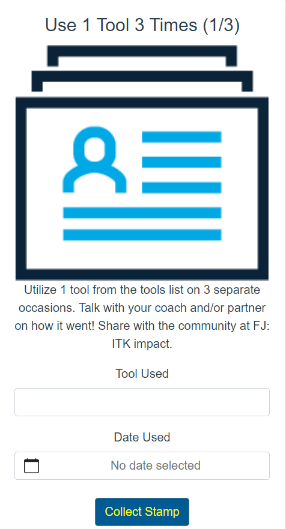 Use 1 Tool 3 Times (1/3)
Utilize 1 tool from the tools list on 3 separate
occasions. Talk with your coach and/or partner
on how it went! Share with the community at FJ:
ITK impact.
Tool Used
Date Used
No date selected
Collect Stamp